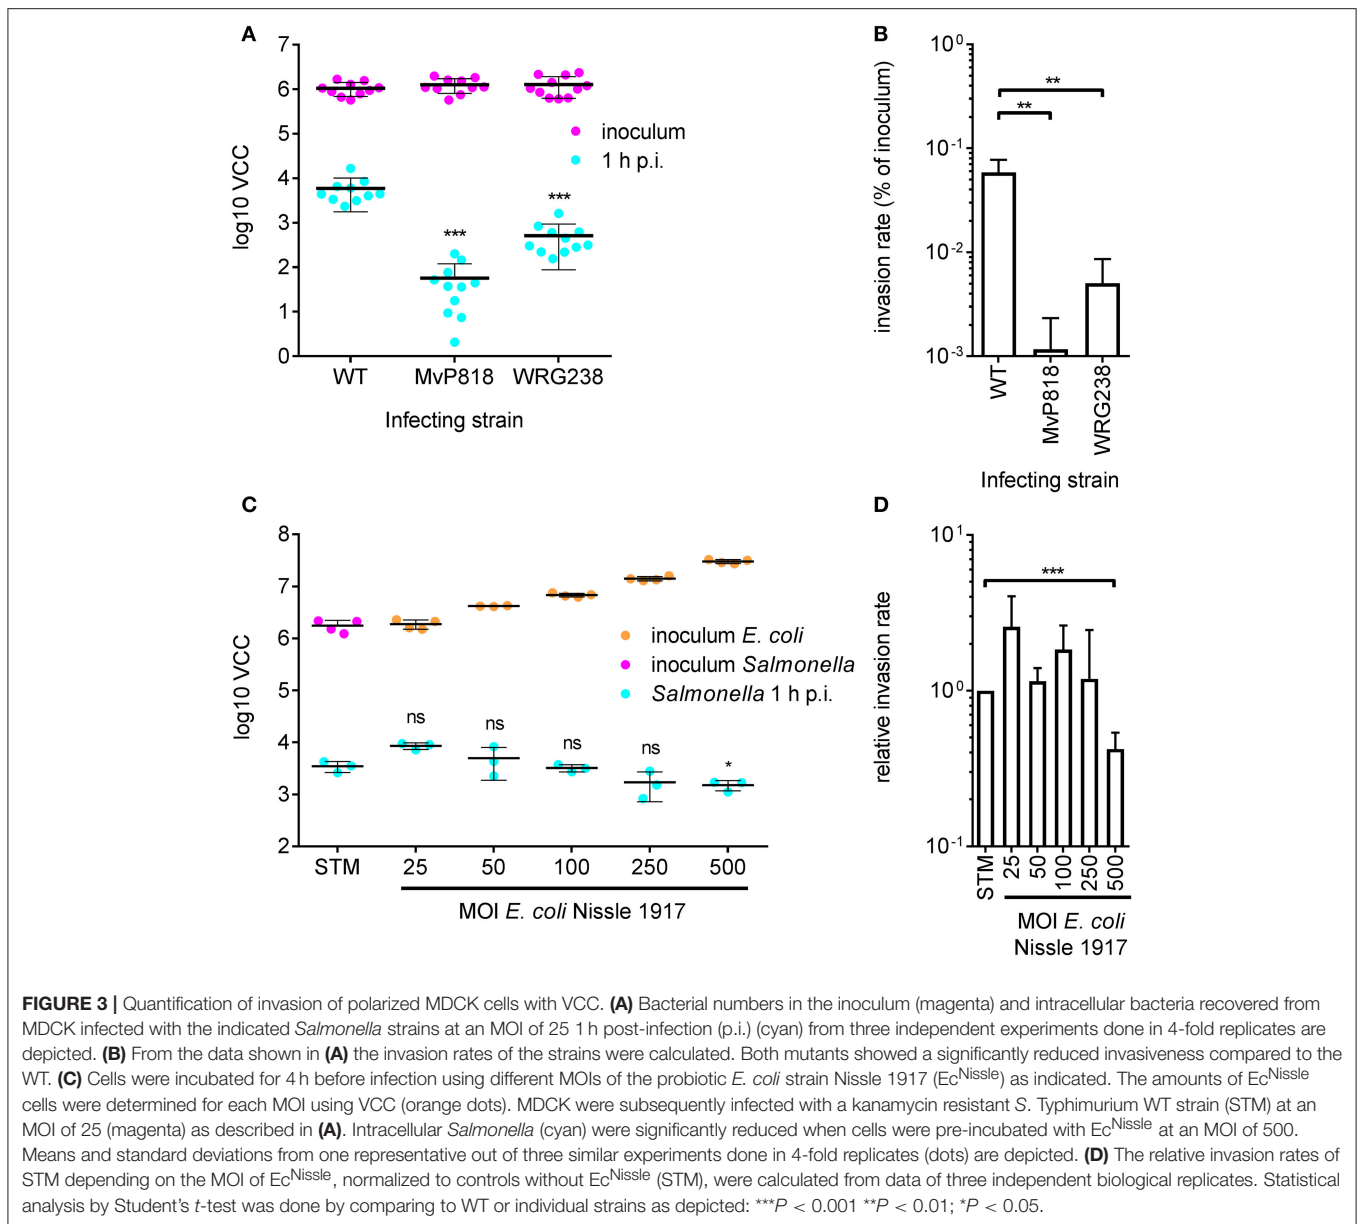 A
7
6
5
4
3
2
1
0
log10 VCC
inoculum
1 h p.i.
***
***
WT
MvP818
WRG238
Infecting strain
B
10^0
10^-1
10^-2
10^-3
invasion rate (% of inoculum)
**
**
WT
MvP818
WRG238
Infecting strain
C
8
7
6
5
4
3
2
log10 VCC
inoculum E. coli
inoculum Salmonella
Salmonella 1 h p.i.
ns
ns
ns
ns
*
STM
25
50
100
250
500
MOI E. coli Nissle 1917
D
10^1
10^0
10^-1
relative invasion rate
***
STM
25
50
100
250
500
MOI E. coli
Nissle 1917
FIGURE 3 | Quantification of invasion of polarized MDCK cells with VCC. (A) Bacterial numbers in the inoculum (magenta) and intracellular bacteria recovered from
MDCK infected with the indicated Salmonella strains at an MOI of 25 1 h post-infection (p.i.) (cyan) from three independent experiments done in 4-fold replicates are
depicted. (B) From the data shown in (A) the invasion rates of the strains were calculated. Both mutants showed a significantly reduced invasiveness compared to the
WT. (C) Cells were incubated for 4 h before infection using different MOIs of the probiotic E. coli strain Nissle 1917 (Ec^Nissle) as indicated. The amounts of Ec^Nissle
cells were determined for each MOI using VCC (orange dots). MDCK were subsequently infected with a kanamycin resistant S. Typhimurium WT strain (STM) at an
MOI of 25 (magenta) as described in (A). Intracellular Salmonella (cyan) were significantly reduced when cells were pre-incubated with Ec^Nissle at an MOI of 500.
Means and standard deviations from one representative out of three similar experiments done in 4-fold replicates (dots) are depicted. (D) The relative invasion rates of
STM depending on the MOI of Ec^Nissle, normalized to controls without Ec^Nissle (STM), were calculated from data of three independent biological replicates. Statistical
analysis by Student's t-test was done by comparing to WT or individual strains as depicted: ***P < 0.001 **P < 0.01; *P < 0.05.